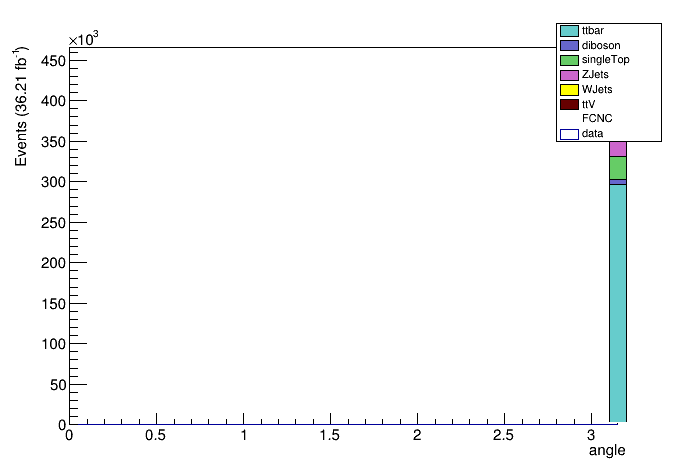 ×10³
Events (36.21 fb⁻¹)
450
400
350
300
250
200
150
100
50
0
0 0.5 1 1.5 2 2.5 3
angle
ttbar
diboson
singleTop
ZJets
WJets
ttV
FCNC
data